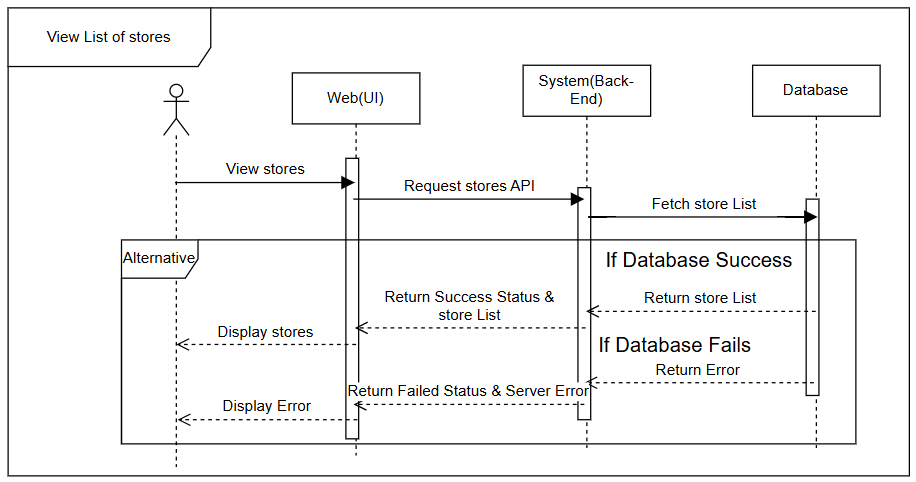 View List of stores
Web(UI)
System(Back-
End)
Database
View stores
Request stores API
Fetch store List
Alternative
If Database Success
Return Success Status &
store List
Return store List
Display stores
If Database Fails
Return Error
Return Failed Status & Server Error
Display Error